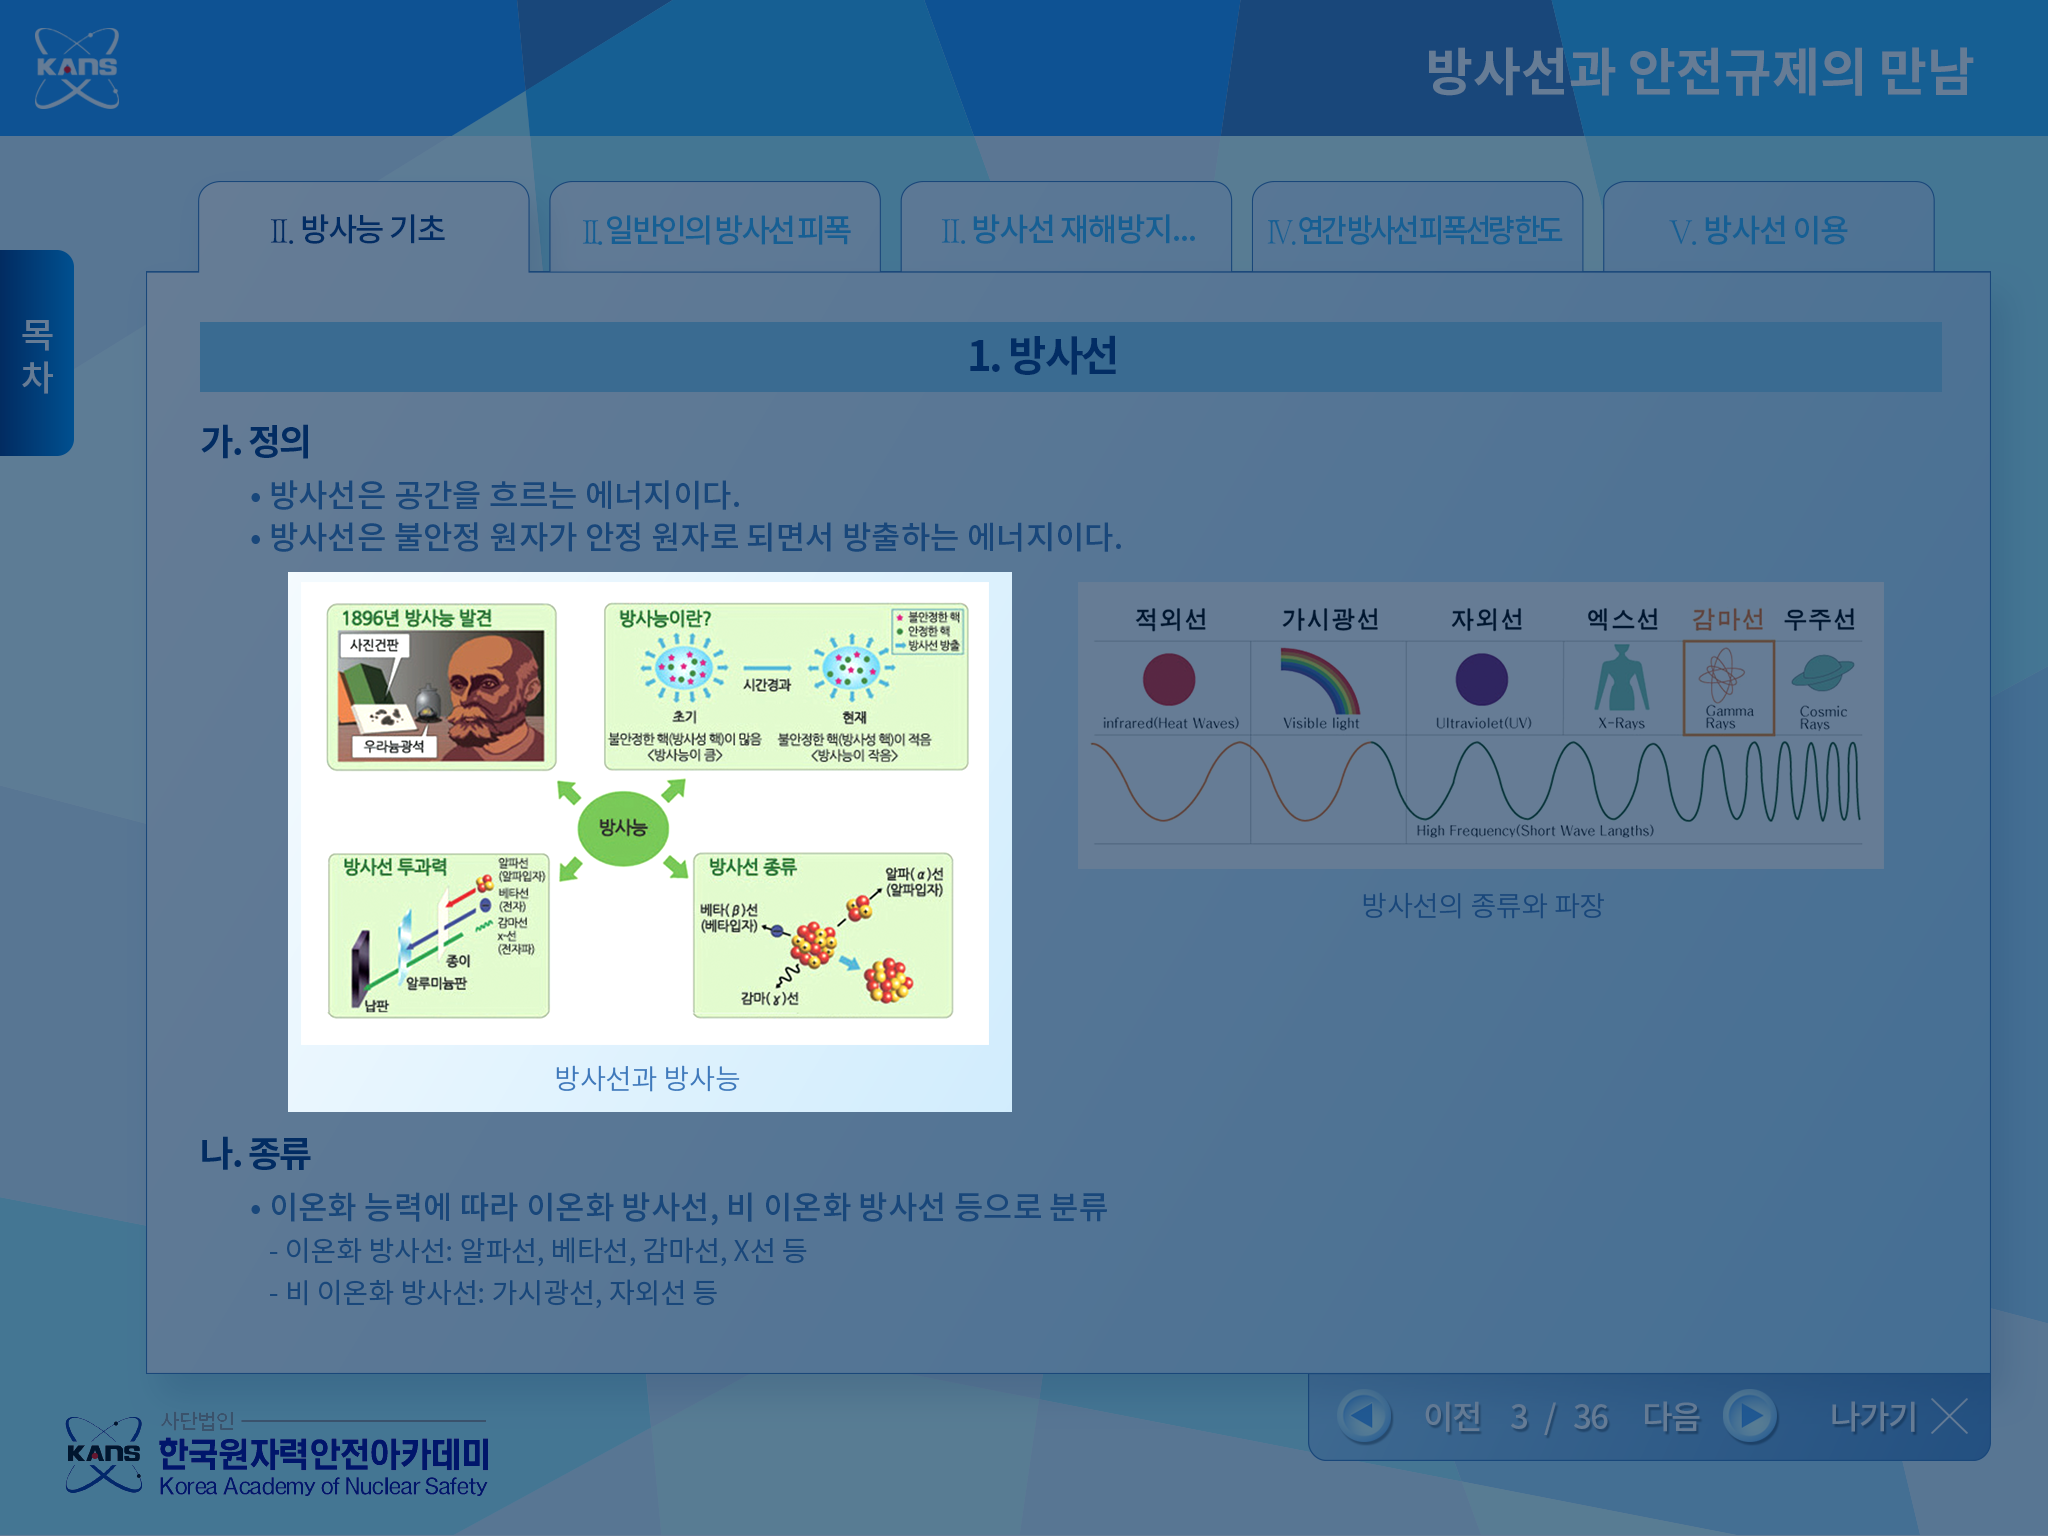 KANS
방사선과 안전규제의 만남
Ⅱ. 방사능 기초
Ⅱ.일반인의 방사선 피폭
Ⅱ. 방사선 재해방지...
Ⅳ.연간 방사선 피폭선량 한도
Ⅴ. 방사선 이용
목
차
1. 방사선
가. 정의
• 방사선은 공간을 흐르는 에너지이다.
• 방사선은 불안정 원자가 안정 원자로 되면서 방출하는 에너지이다.
1896년 방사능 발견
사진건판
우라늄광석
방사능이란?
불안정한 핵
안정한 핵
방사선 방출
시간경과
초기
현재
불안정한 핵(방사성 핵)이 많음
<방사능이 큼>
불안정한 핵(방사성 핵)이 적음
<방사능이 작음>
방사능
방사선 투과력
알파선
(알파입자)
베타선
(전자)
감마선
x-선
(전자파)
종이
알루미늄판
납판
방사선 종류
알파(α)선
(알파입자)
베타(β)선
(베타입자)
감마(γ)선
방사선과 방사능
적외선
가시광선
자외선
엑스선
감마선
우주선
infrared(Heat Waves)
Visible light
Ultraviolet(UV)
X-Rays
Gamma
Rays
Cosmic
Rays
High Frequency(Short Wave Langths)
방사선의 종류와 파장
나. 종류
• 이온화 능력에 따라 이온화 방사선, 비 이온화 방사선 등으로 분류
- 이온화 방사선: 알파선, 베타선, 감마선, X선 등
- 비 이온화 방사선: 가시광선, 자외선 등
이전 3 / 36 다음
나가기
KANS
사단법인
한국원자력안전아카데미
Korea Academy of Nuclear Safety